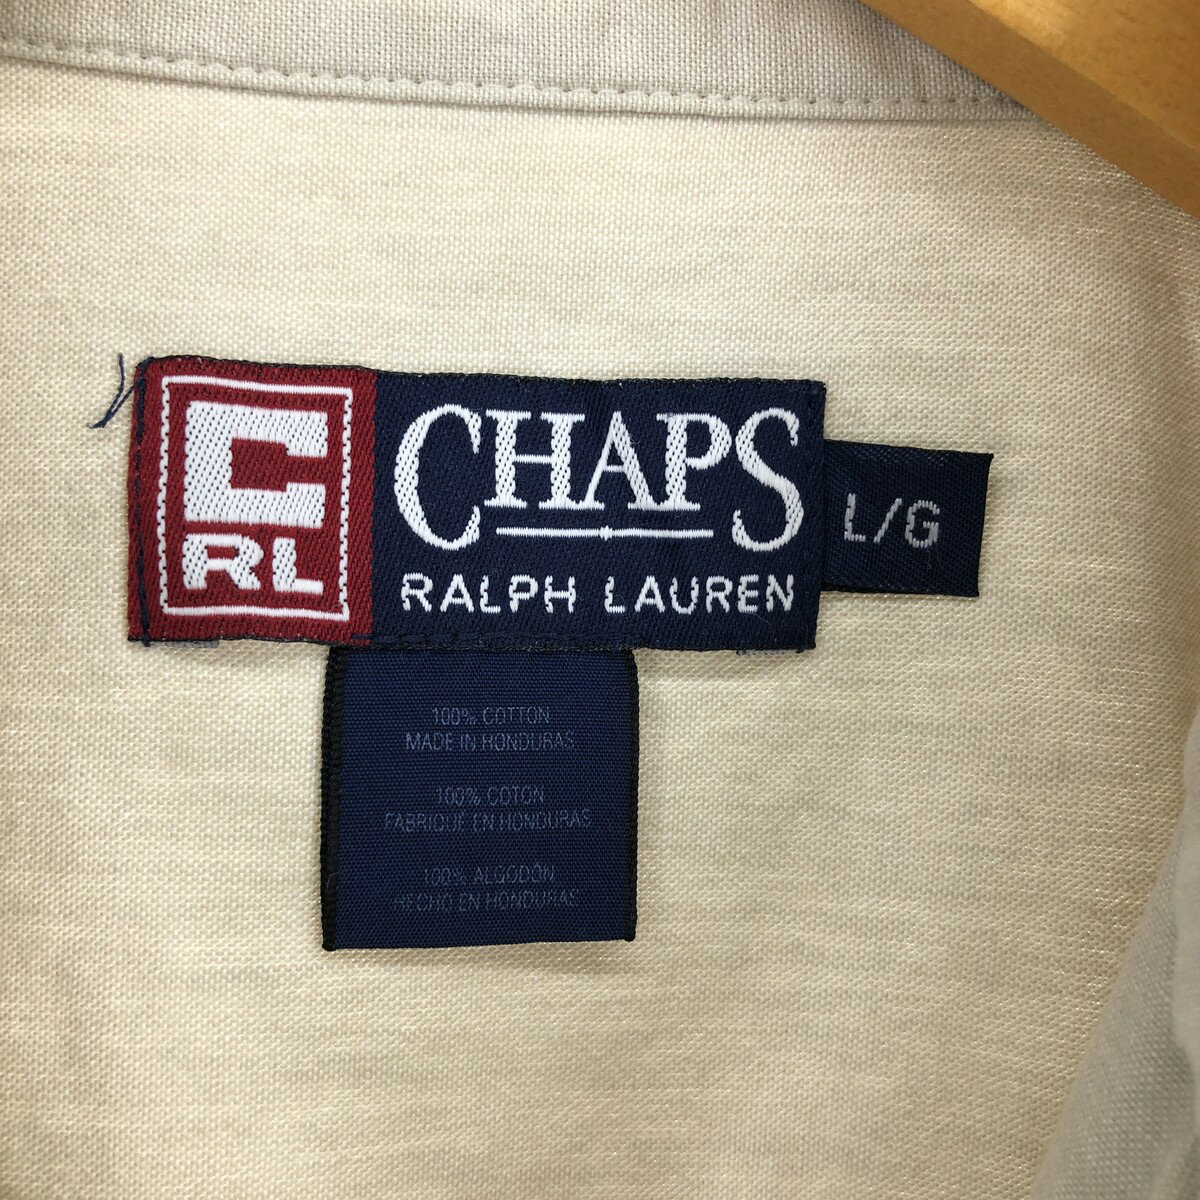 C
RL
CHAPS
RALPH LAUREN
L/G
100% COTTON
MADE IN HONDURAS
100% COTON
FABRIQUE EN HONDURAS
100% ALGODÓN
HECHO EN HONDURAS